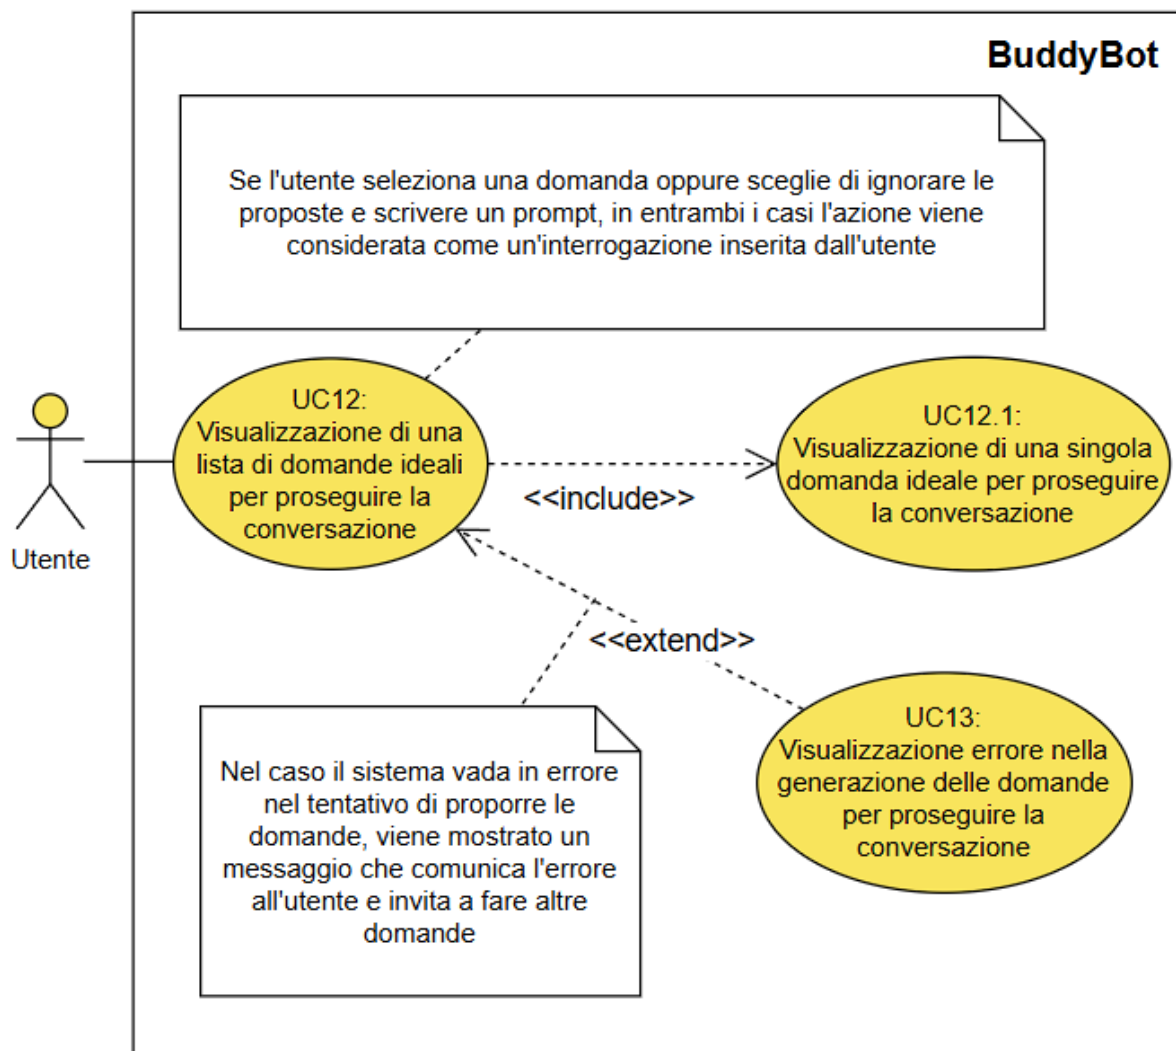 BuddyBot
Se l'utente seleziona una domanda oppure sceglie di ignorare le
proposte e scrivere un prompt, in entrambi i casi l'azione viene
considerata come un'interrogazione inserita dall'utente
UC12:
Visualizzazione di una
lista di domande ideali
per proseguire la
conversazione
UC12.1:
Visualizzazione di una singola
domanda ideale per proseguire
la conversazione
<<include>>
Utente
<<extend>>
UC13:
Visualizzazione errore nella
generazione delle domande
per proseguire la
conversazione
Nel caso il sistema vada in errore
nel tentativo di proporre le
domande, viene mostrato un
messaggio che comunica l'errore
all'utente e invita a fare altre
domande